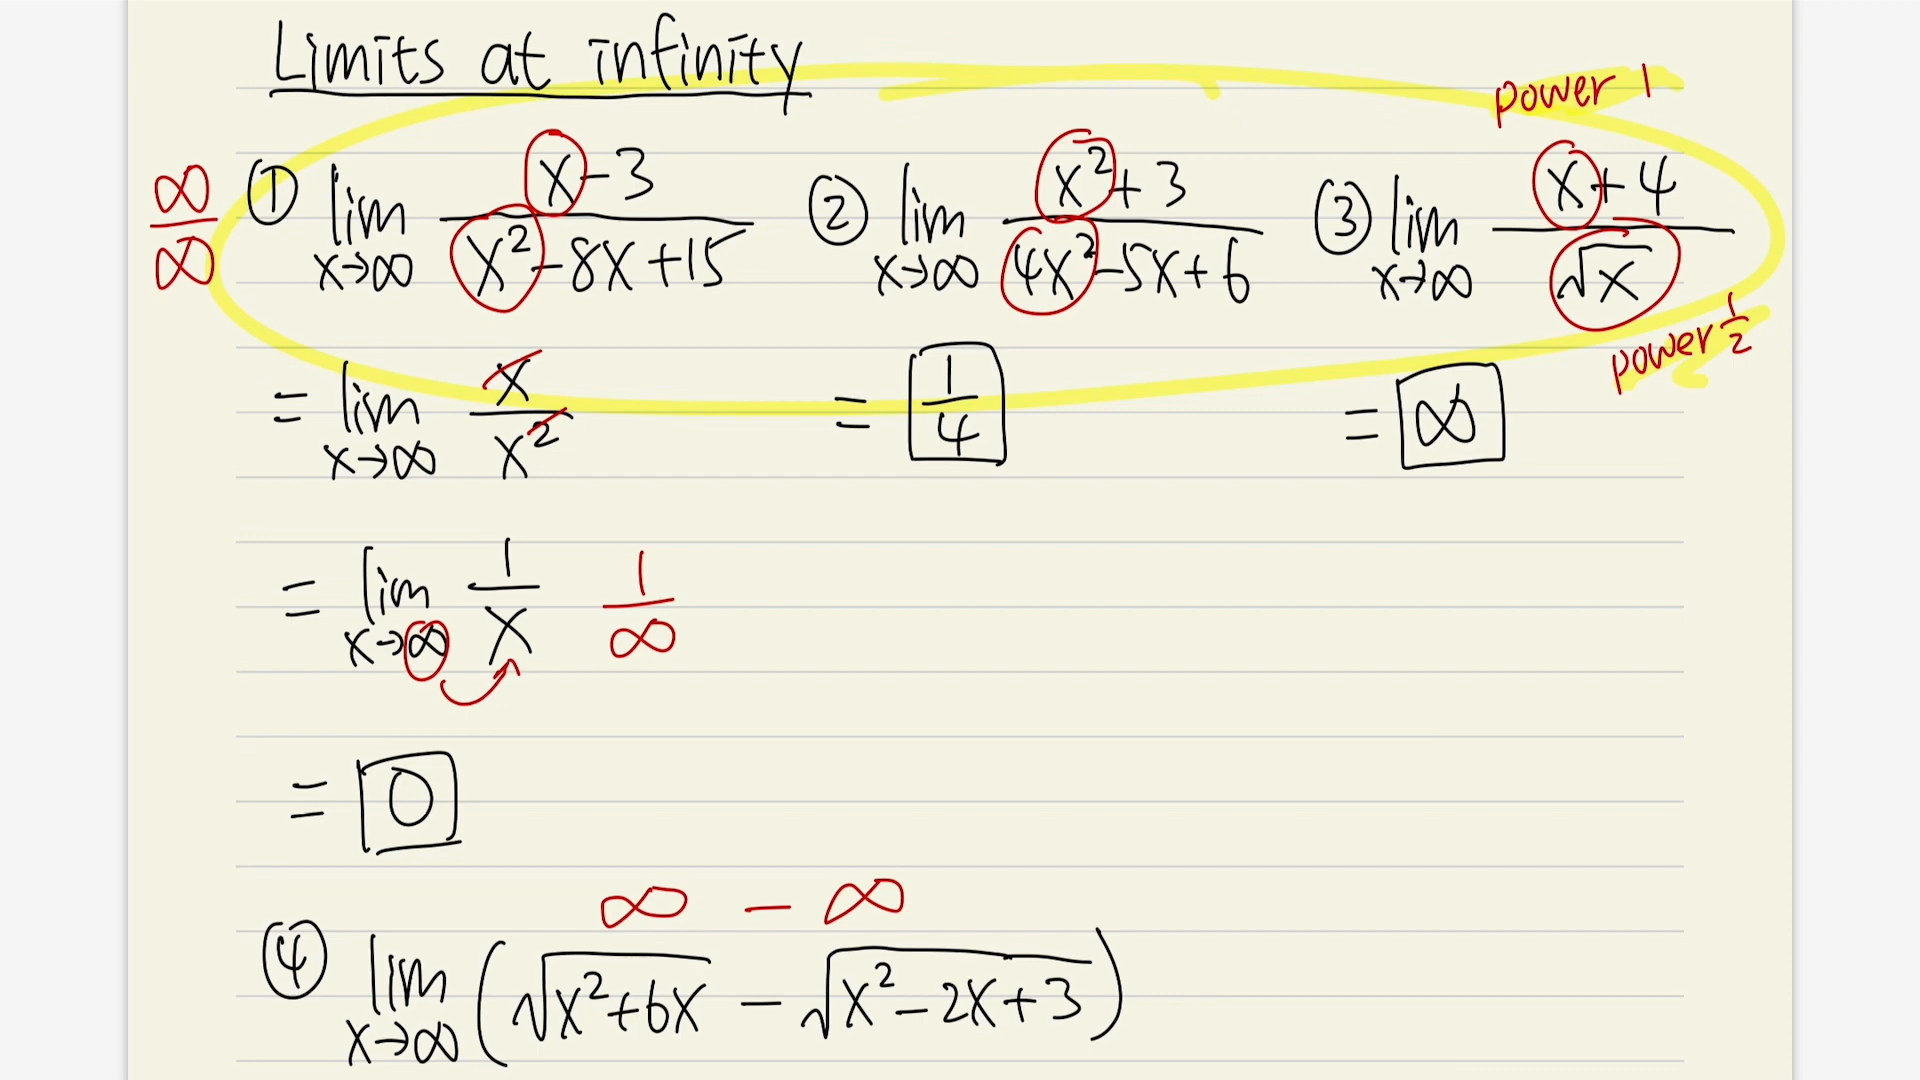 Limits at infinity
power 1
∞/∞ ① lim x→∞ (x-3)/(x²-8x+15) ② lim x→∞ (x²+3)/(4x²-5x+6) ③ lim x→∞ (x+4)/√x
power 1/2
= lim x→∞ x/x² = 1/4 = ∞
= lim x→∞ 1/x 1/∞
= 0
∞ - ∞
④ lim x→∞ (√(x²+6x) - √(x²-2x+3))